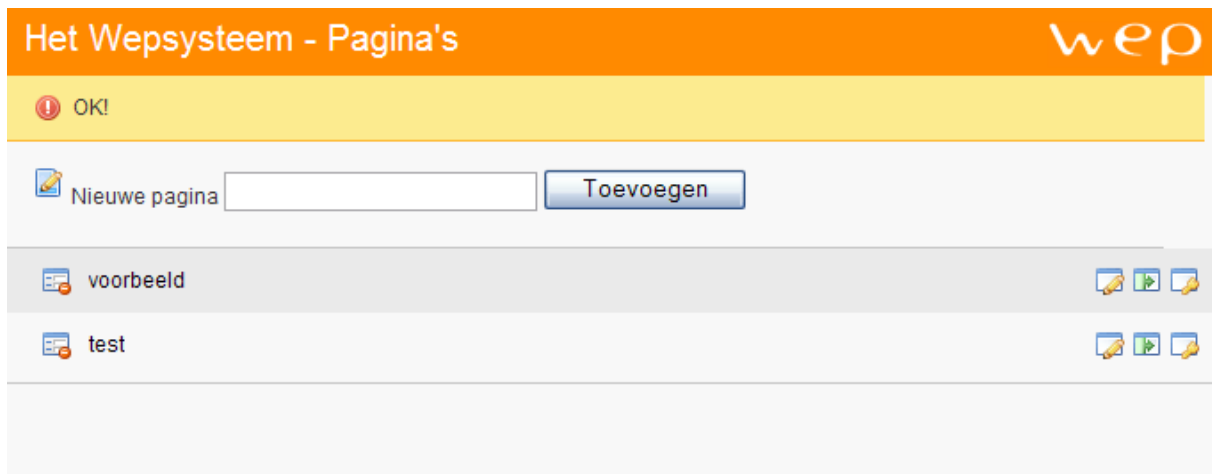 Het Wepsysteem - Pagina's
wep
OK!
Nieuwe pagina
Toevoegen
voorbeeld
test